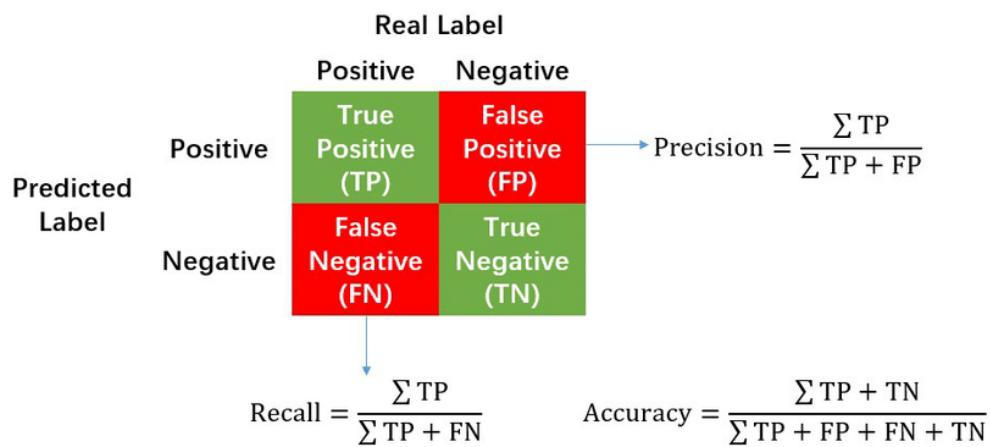 Real Label
Positive Negative
Positive
True
Positive
(TP)
False
Positive
(FP)
Precision = ∑ TP / ∑ TP + FP
Predicted
Label
Negative
False
Negative
(FN)
True
Negative
(TN)
Recall = ∑ TP / ∑ TP + FN
Accuracy = ∑ TP + TN / ∑ TP + FP + FN + TN